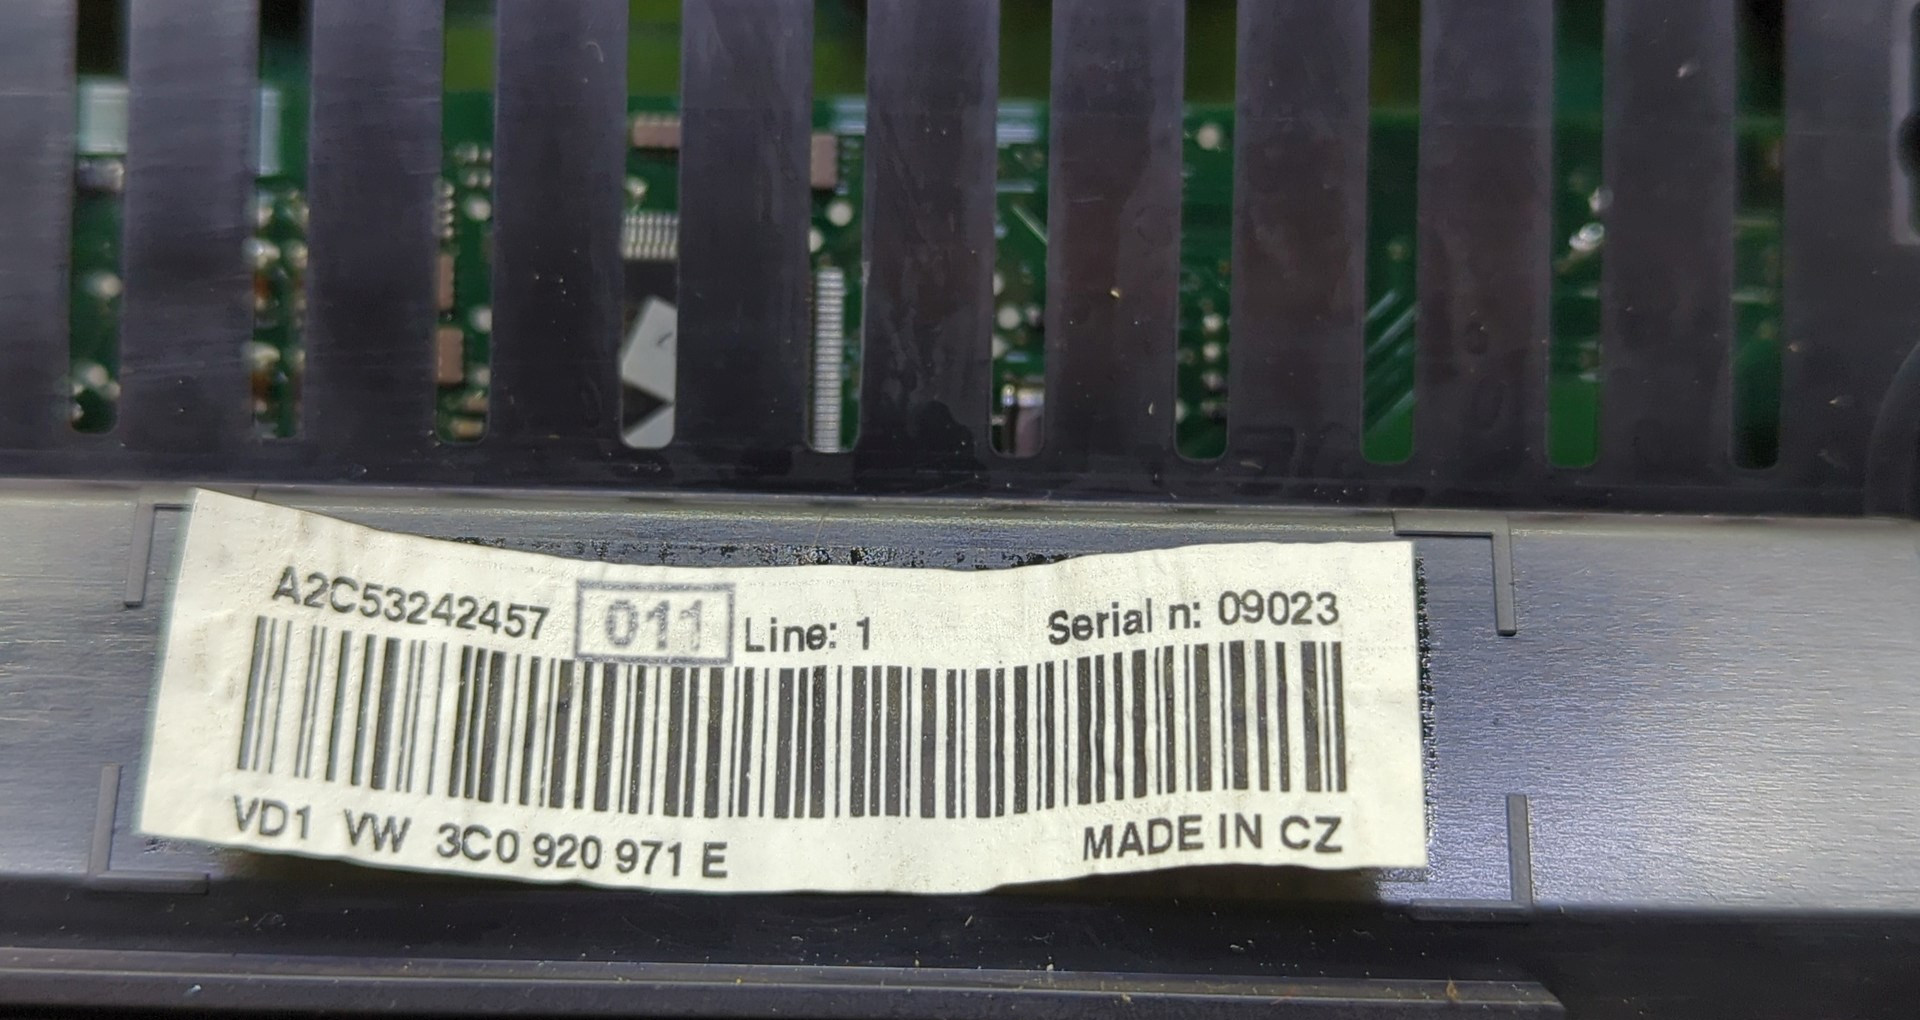 A2C53242457 011 Line: 1 Serial n: 09023
VD1 VW 3C0 920 971 E MADE IN CZ